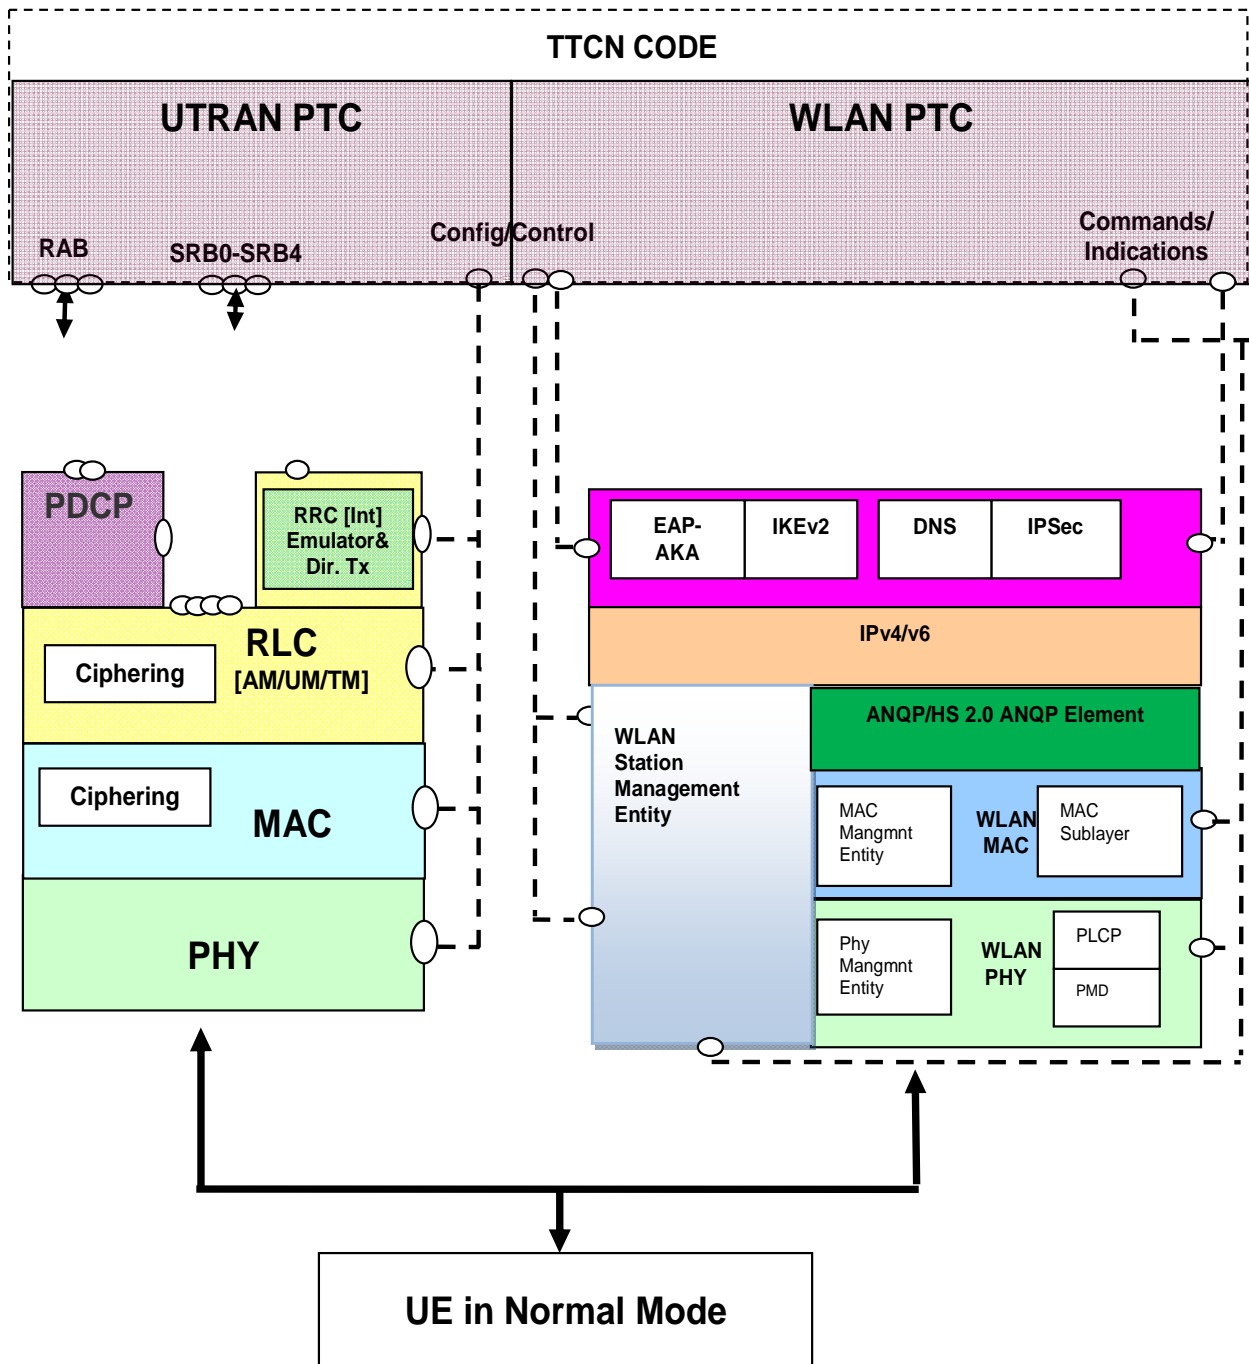 TTCN CODE
UTRAN PTC
WLAN PTC
RAB
SRB0-SRB4
Config/Control
Commands/
Indications
PDCP
RRC [Int]
Emulator&
Dir. Tx
RLC
[AM/UM/TM]
Ciphering
Ciphering
MAC
PHY
EAP-
AKA
IKEv2
DNS
IPSec
IPv4/v6
ANQP/HS 2.0 ANQP Element
WLAN
Station
Management
Entity
MAC
Mangmnt
Entity
WLAN
MAC
MAC
Sublayer
Phy
Mangmnt
Entity
WLAN
PHY
PLCP
PMD
UE in Normal Mode